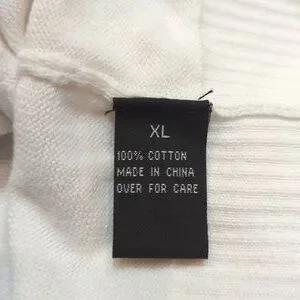 XL
100% COTTON
MADE IN CHINA
OVER FOR CARE